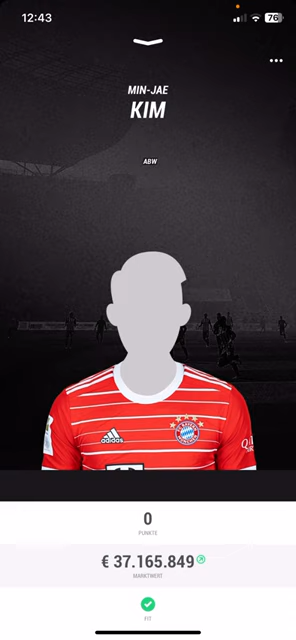 12:43
76
MIN-JAE
KIM
ABW
adidas
0
PUNKTE
€ 37.165.849
MARKTWERT
FIT